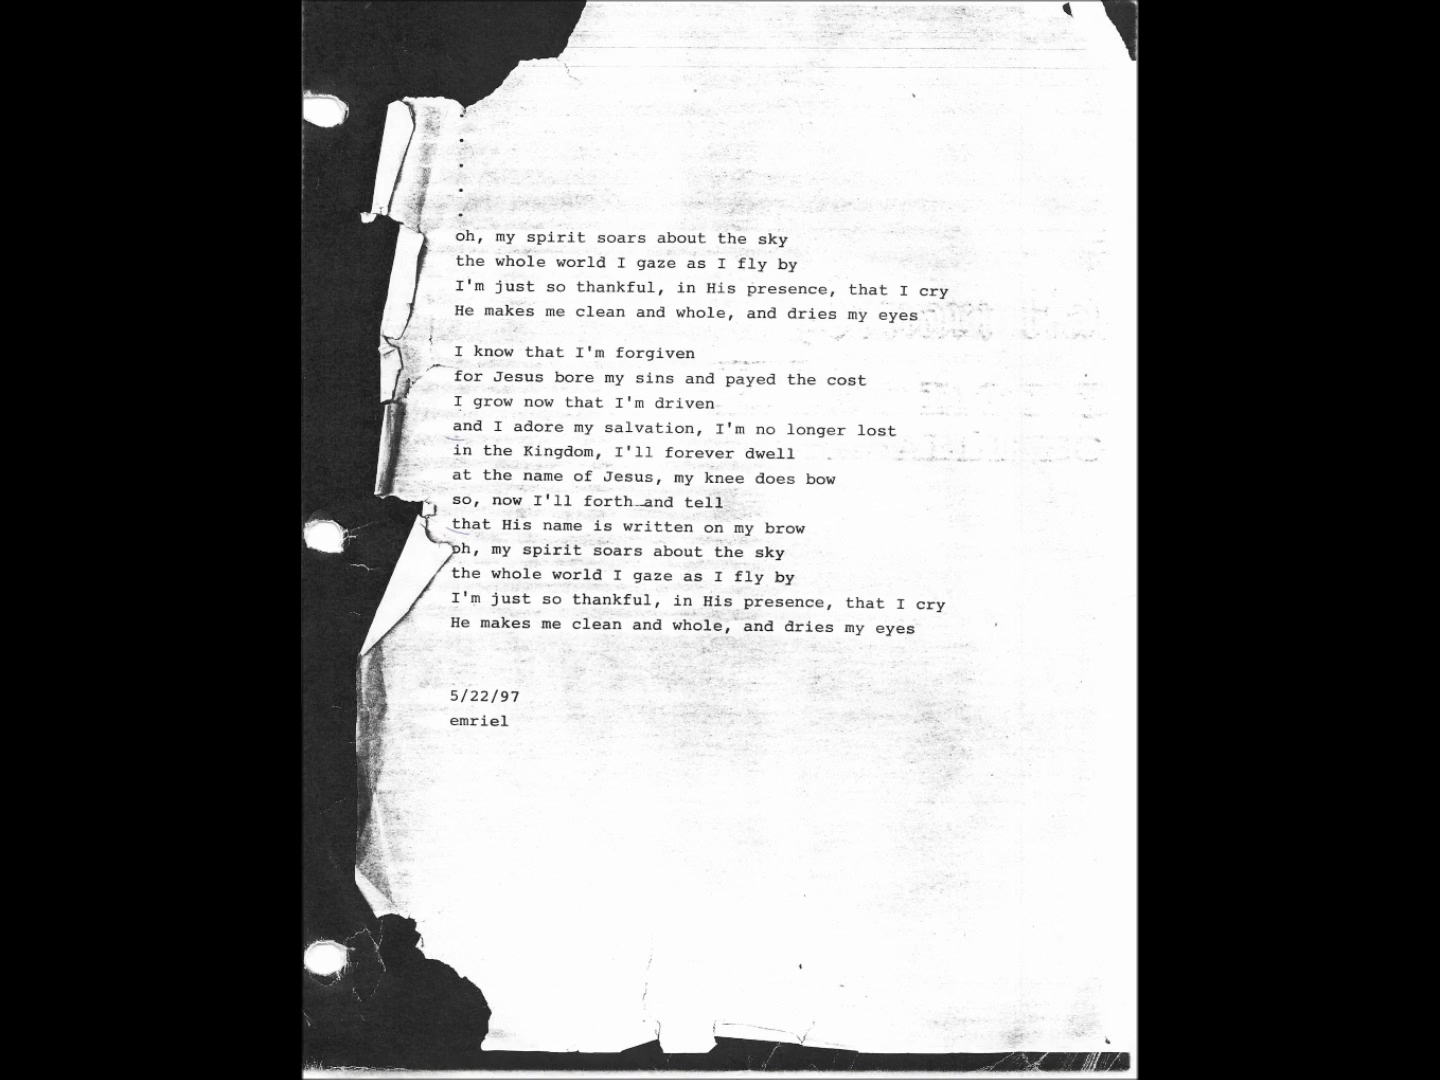 oh, my spirit soars about the sky
the whole world I gaze as I fly by
I'm just so thankful, in His presence, that I cry
He makes me clean and whole, and dries my eyes
I know that I'm forgiven
for Jesus bore my sins and payed the cost
I grow now that I'm driven
and I adore my salvation, I'm no longer lost
in the Kingdom, I'll forever dwell
at the name of Jesus, my knee does bow
so, now I'll forth and tell
that His name is written on my brow
oh, my spirit soars about the sky
the whole world I gaze as I fly by
I'm just so thankful, in His presence, that I cry
He makes me clean and whole, and dries my eyes
5/22/97
emriel